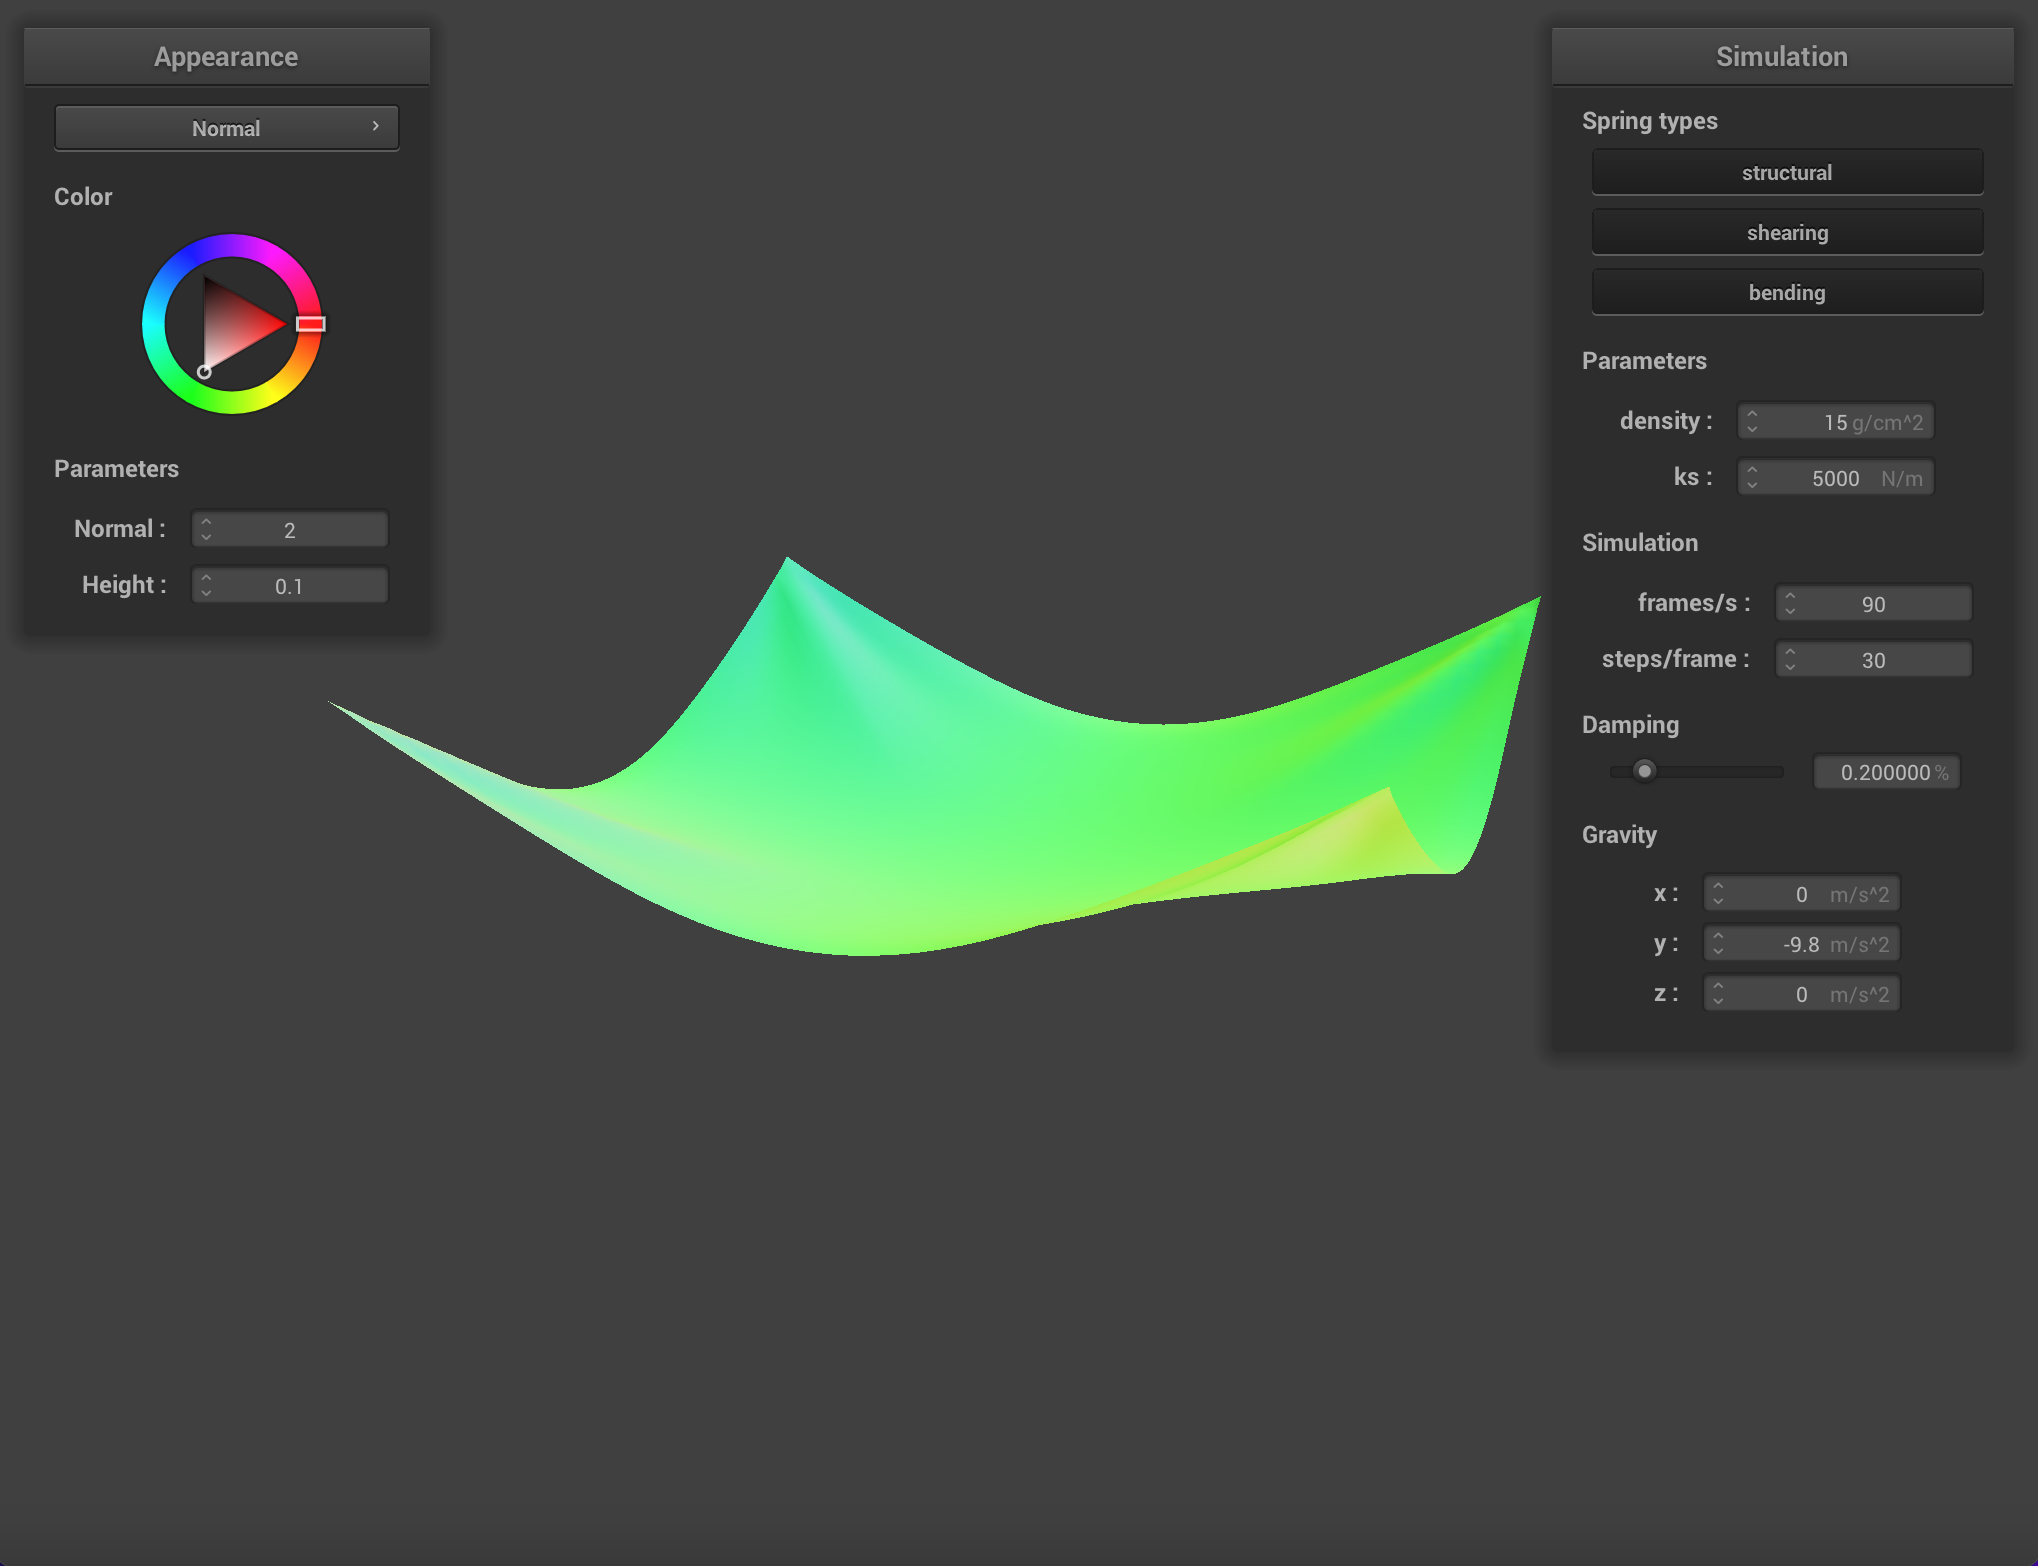 Appearance
Normal
Color
Parameters
Normal : 2
Height : 0.1
Simulation
Spring types
structural
shearing
bending
Parameters
density : 15 g/cm^2
ks : 5000 N/m
Simulation
frames/s : 90
steps/frame : 30
Damping
0.200000 %
Gravity
x : 0 m/s^2
y : -9.8 m/s^2
z : 0 m/s^2